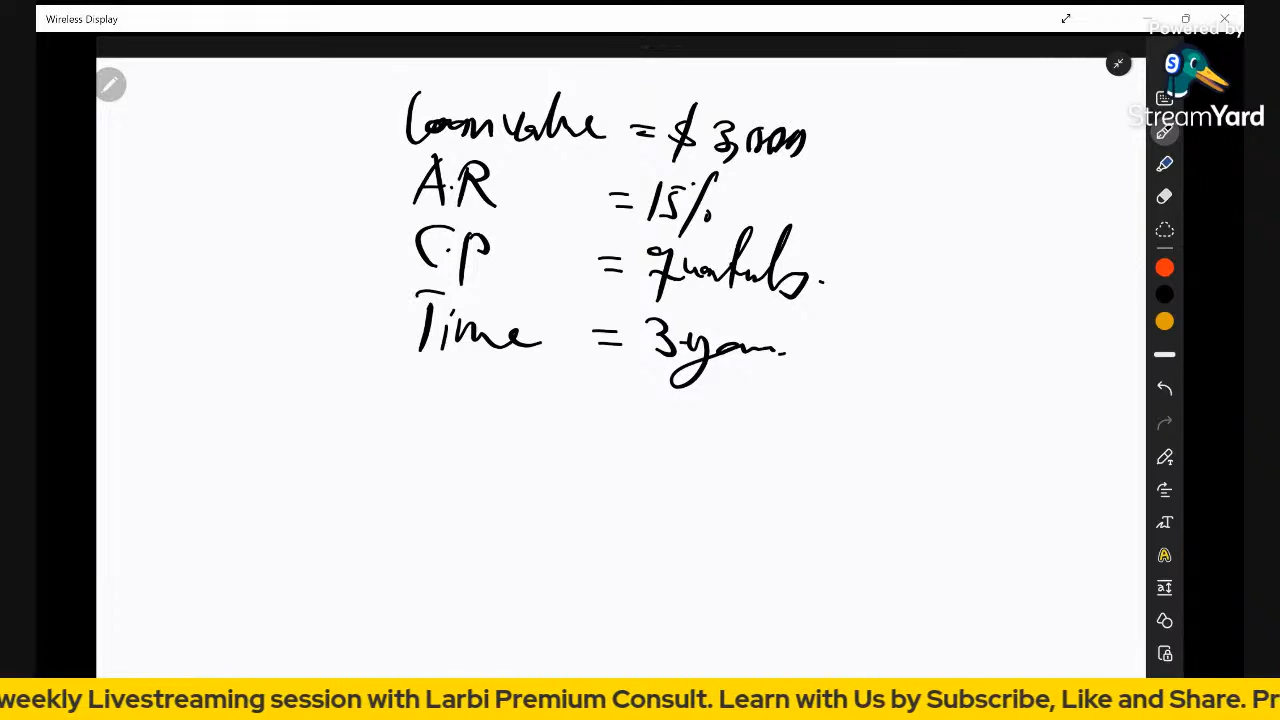 Wireless Display
Powered by
StreamYard
Loan value = $ 3,000
A.R = 15%
C.P = quarterly.
Time = 3 years.
weekly Livestreaming session with Larbi Premium Consult. Learn with Us by Subscribe, Like and Share. Pr